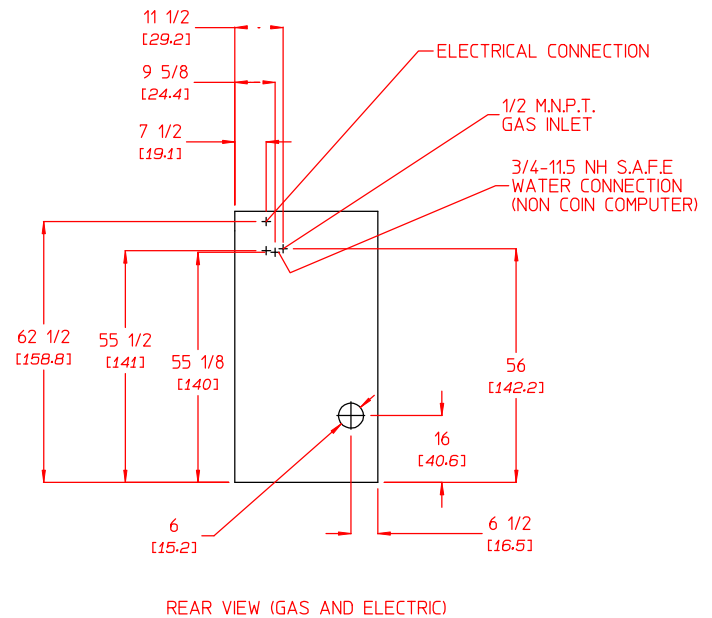 11 1/2
[29.2]
9 5/8
[24.4]
7 1/2
[19.1]
ELECTRICAL CONNECTION
1/2 M.N.P.T.
GAS INLET
3/4-11.5 NH S.A.F.E
WATER CONNECTION
(NON COIN COMPUTER)
62 1/2
[158.8]
55 1/2
[141]
55 1/8
[140]
56
[142.2]
16
[40.6]
6
[15.2]
6 1/2
[16.5]
REAR VIEW (GAS AND ELECTRIC)